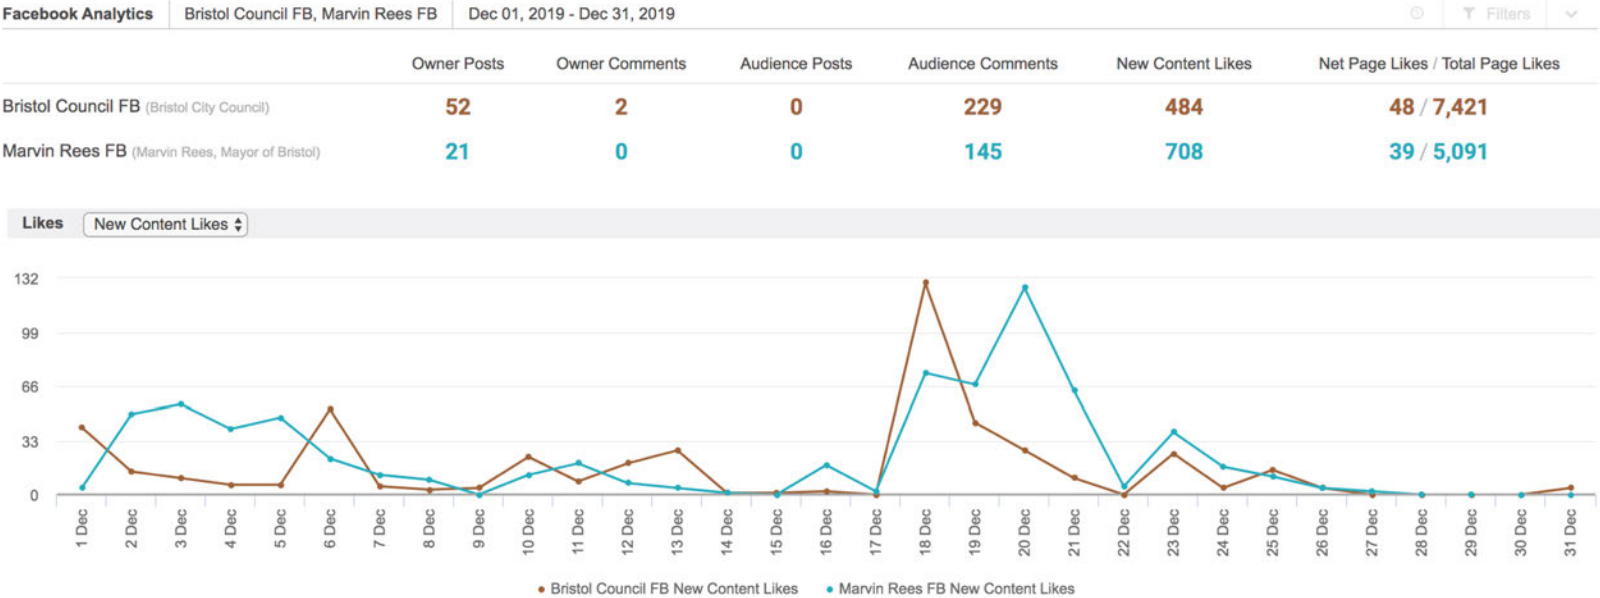 Facebook Analytics Bristol Council FB, Marvin Rees FB Dec 01, 2019 - Dec 31, 2019 Filters
Owner Posts Owner Comments Audience Posts Audience Comments New Content Likes Net Page Likes / Total Page Likes
Bristol Council FB (Bristol City Council) 52 2 0 229 484 48 / 7,421
Marvin Rees FB (Marvin Rees, Mayor of Bristol) 21 0 0 145 708 39 / 5,091
Likes New Content Likes
132
99
66
33
0
1 Dec 2 Dec 3 Dec 4 Dec 5 Dec 6 Dec 7 Dec 8 Dec 9 Dec 10 Dec 11 Dec 12 Dec 13 Dec 14 Dec 15 Dec 16 Dec 17 Dec 18 Dec 19 Dec 20 Dec 21 Dec 22 Dec 23 Dec 24 Dec 25 Dec 26 Dec 27 Dec 28 Dec 29 Dec 30 Dec 31 Dec
Bristol Council FB New Content Likes Marvin Rees FB New Content Likes